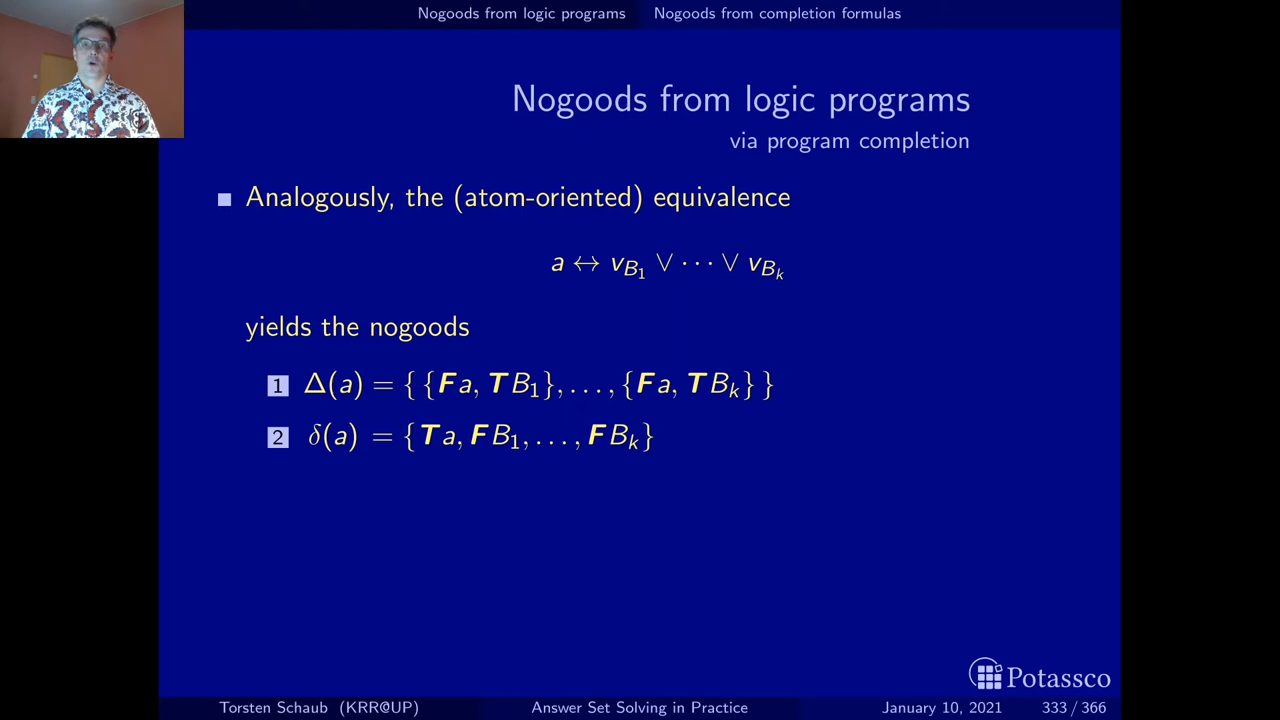 Nogoods from logic programs Nogoods from completion formulas
Nogoods from logic programs
via program completion
Analogously, the (atom-oriented) equivalence
a ↔ v_{B_1} ∨ ··· ∨ v_{B_k}
yields the nogoods
1 Δ(a) = { {Fa, TB_1}, ..., {Fa, TB_k} }
2 δ(a) = {Ta, FB_1, ..., FB_k}
Potassco
Torsten Schaub (KRR@UP) Answer Set Solving in Practice January 10, 2021 333 / 366